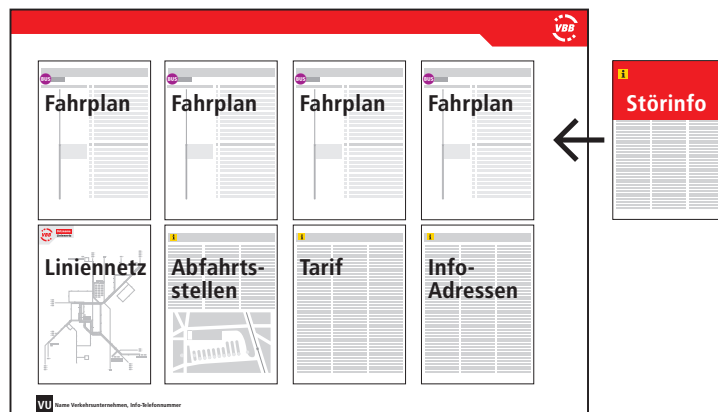 VBB
BUS
Fahrplan
BUS
Fahrplan
BUS
Fahrplan
BUS
Fahrplan
i
Störinfo
VBB
Liniennetz
i
Abfahrts-
stellen
i
Tarif
i
Info-
Adressen
VU Name Verkehrsunternehmen, Info-Telefonnummer